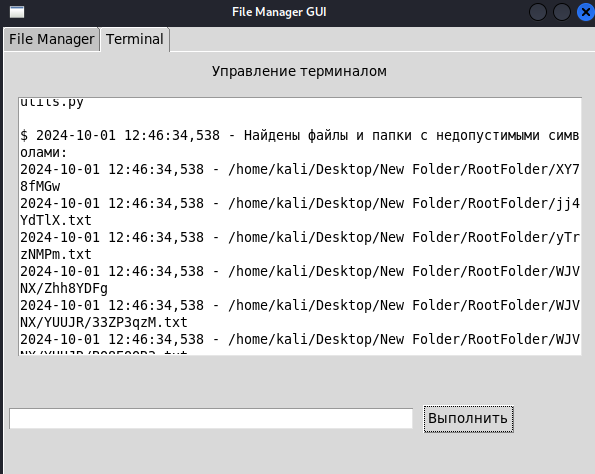 File Manager GUI
File Manager Terminal
Управление терминалом
utils.py
$ 2024-10-01 12:46:34,538 - Найдены файлы и папки с недопустимыми симв
олами:
2024-10-01 12:46:34,538 - /home/kali/Desktop/New Folder/RootFolder/XY7
8fMGw
2024-10-01 12:46:34,538 - /home/kali/Desktop/New Folder/RootFolder/jj4
YdTlX.txt
2024-10-01 12:46:34,538 - /home/kali/Desktop/New Folder/RootFolder/yTr
zNMPm.txt
2024-10-01 12:46:34,538 - /home/kali/Desktop/New Folder/RootFolder/WJV
NX/Zhh8YDFg
2024-10-01 12:46:34,538 - /home/kali/Desktop/New Folder/RootFolder/WJV
NX/YUUJR/33ZP3qzM.txt
2024-10-01 12:46:34,538 - /home/kali/Desktop/New Folder/RootFolder/WJV
Выполнить